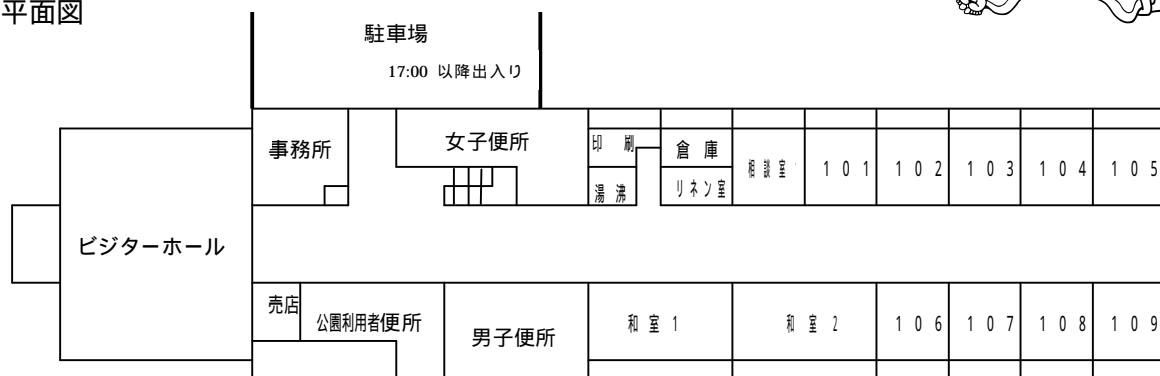 平面図
駐車場
17:00 以降出入り
事務所
女子便所
印 刷
倉 庫
湯 沸
リネン室
相談室
101
102
103
104
105
ビジターホール
売店
公園利用者便所
男子便所
和室1
和室2
106
107
108
109